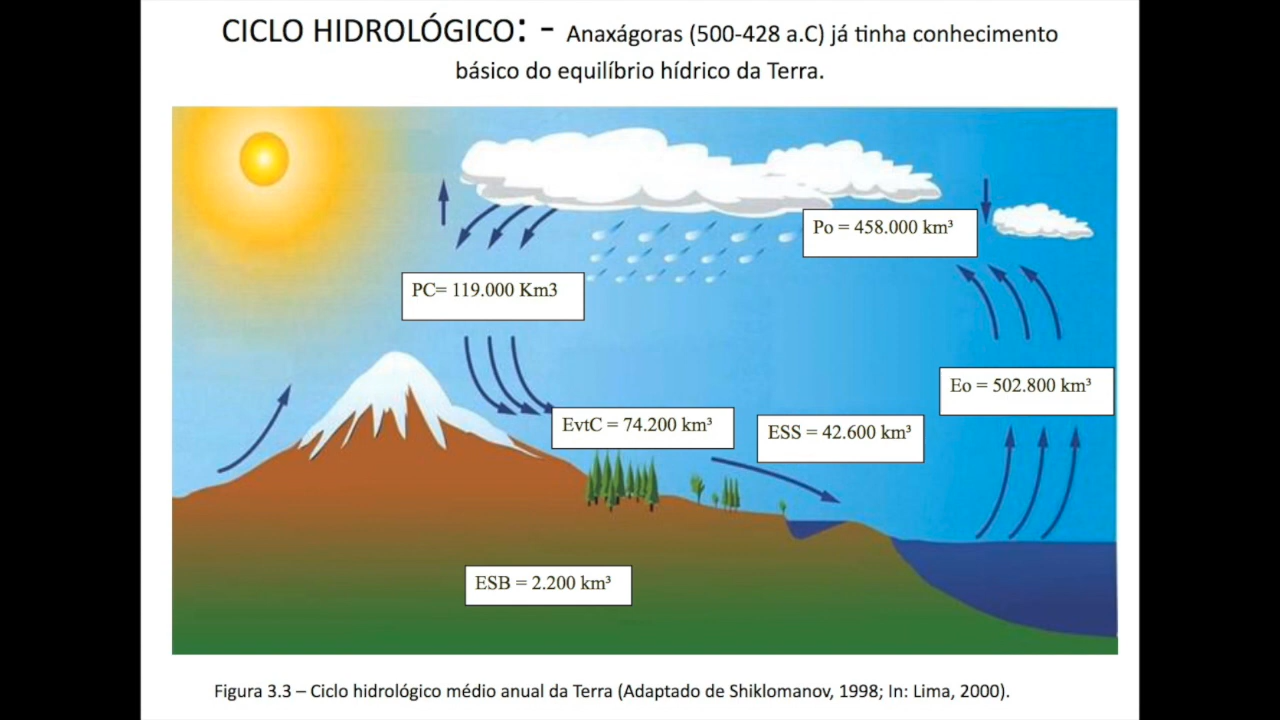 CICLO HIDROLÓGICO: - Anaxágoras (500-428 a.C) já tinha conhecimento
básico do equilíbrio hídrico da Terra.
Po = 458.000 km³
PC= 119.000 Km3
Eo = 502.800 km³
EvtC = 74.200 km³
ESS = 42.600 km³
ESB = 2.200 km³
Figura 3.3 – Ciclo hidrológico médio anual da Terra (Adaptado de Shiklomanov, 1998; In: Lima, 2000).